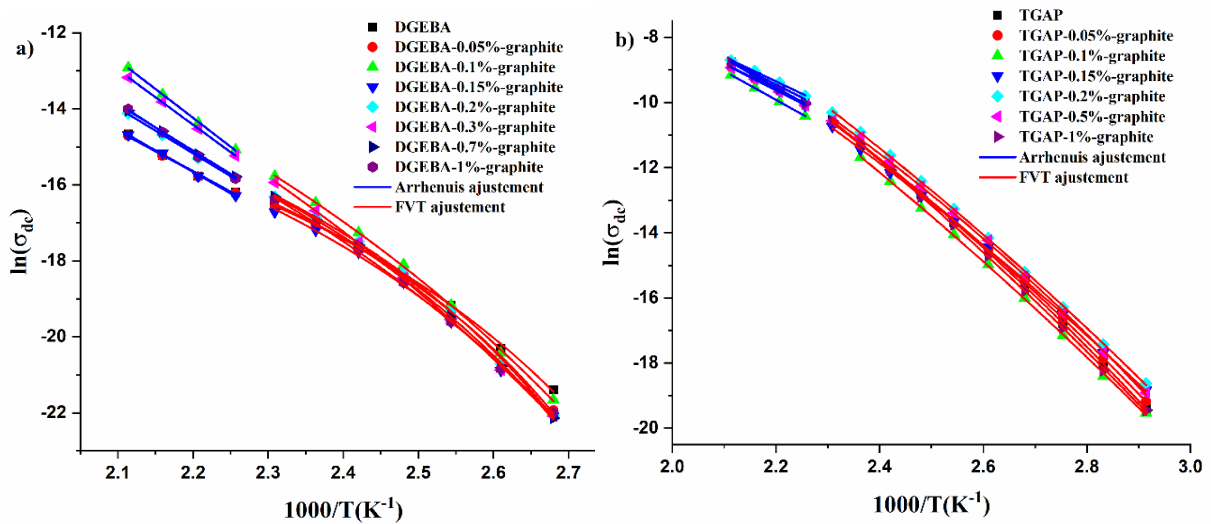 a)
-12
-14
-16
-18
-20
-22
ln(σdc)
2.1 2.2 2.3 2.4 2.5 2.6 2.7
1000/T(K-1)
DGEBA
DGEBA-0.05%-graphite
DGEBA-0.1%-graphite
DGEBA-0.15%-graphite
DGEBA-0.2%-graphite
DGEBA-0.3%-graphite
DGEBA-0.7%-graphite
DGEBA-1%-graphite
Arrhenuis ajustement
FVT ajustement
b)
-8
-10
-12
-14
-16
-18
-20
ln(σdc)
2.0 2.2 2.4 2.6 2.8 3.0
1000/T(K-1)
TGAP
TGAP-0.05%-graphite
TGAP-0.1%-graphite
TGAP-0.15%-graphite
TGAP-0.2%-graphite
TGAP-0.5%-graphite
TGAP-1%-graphite
Arrhenuis ajustement
FVT ajustement